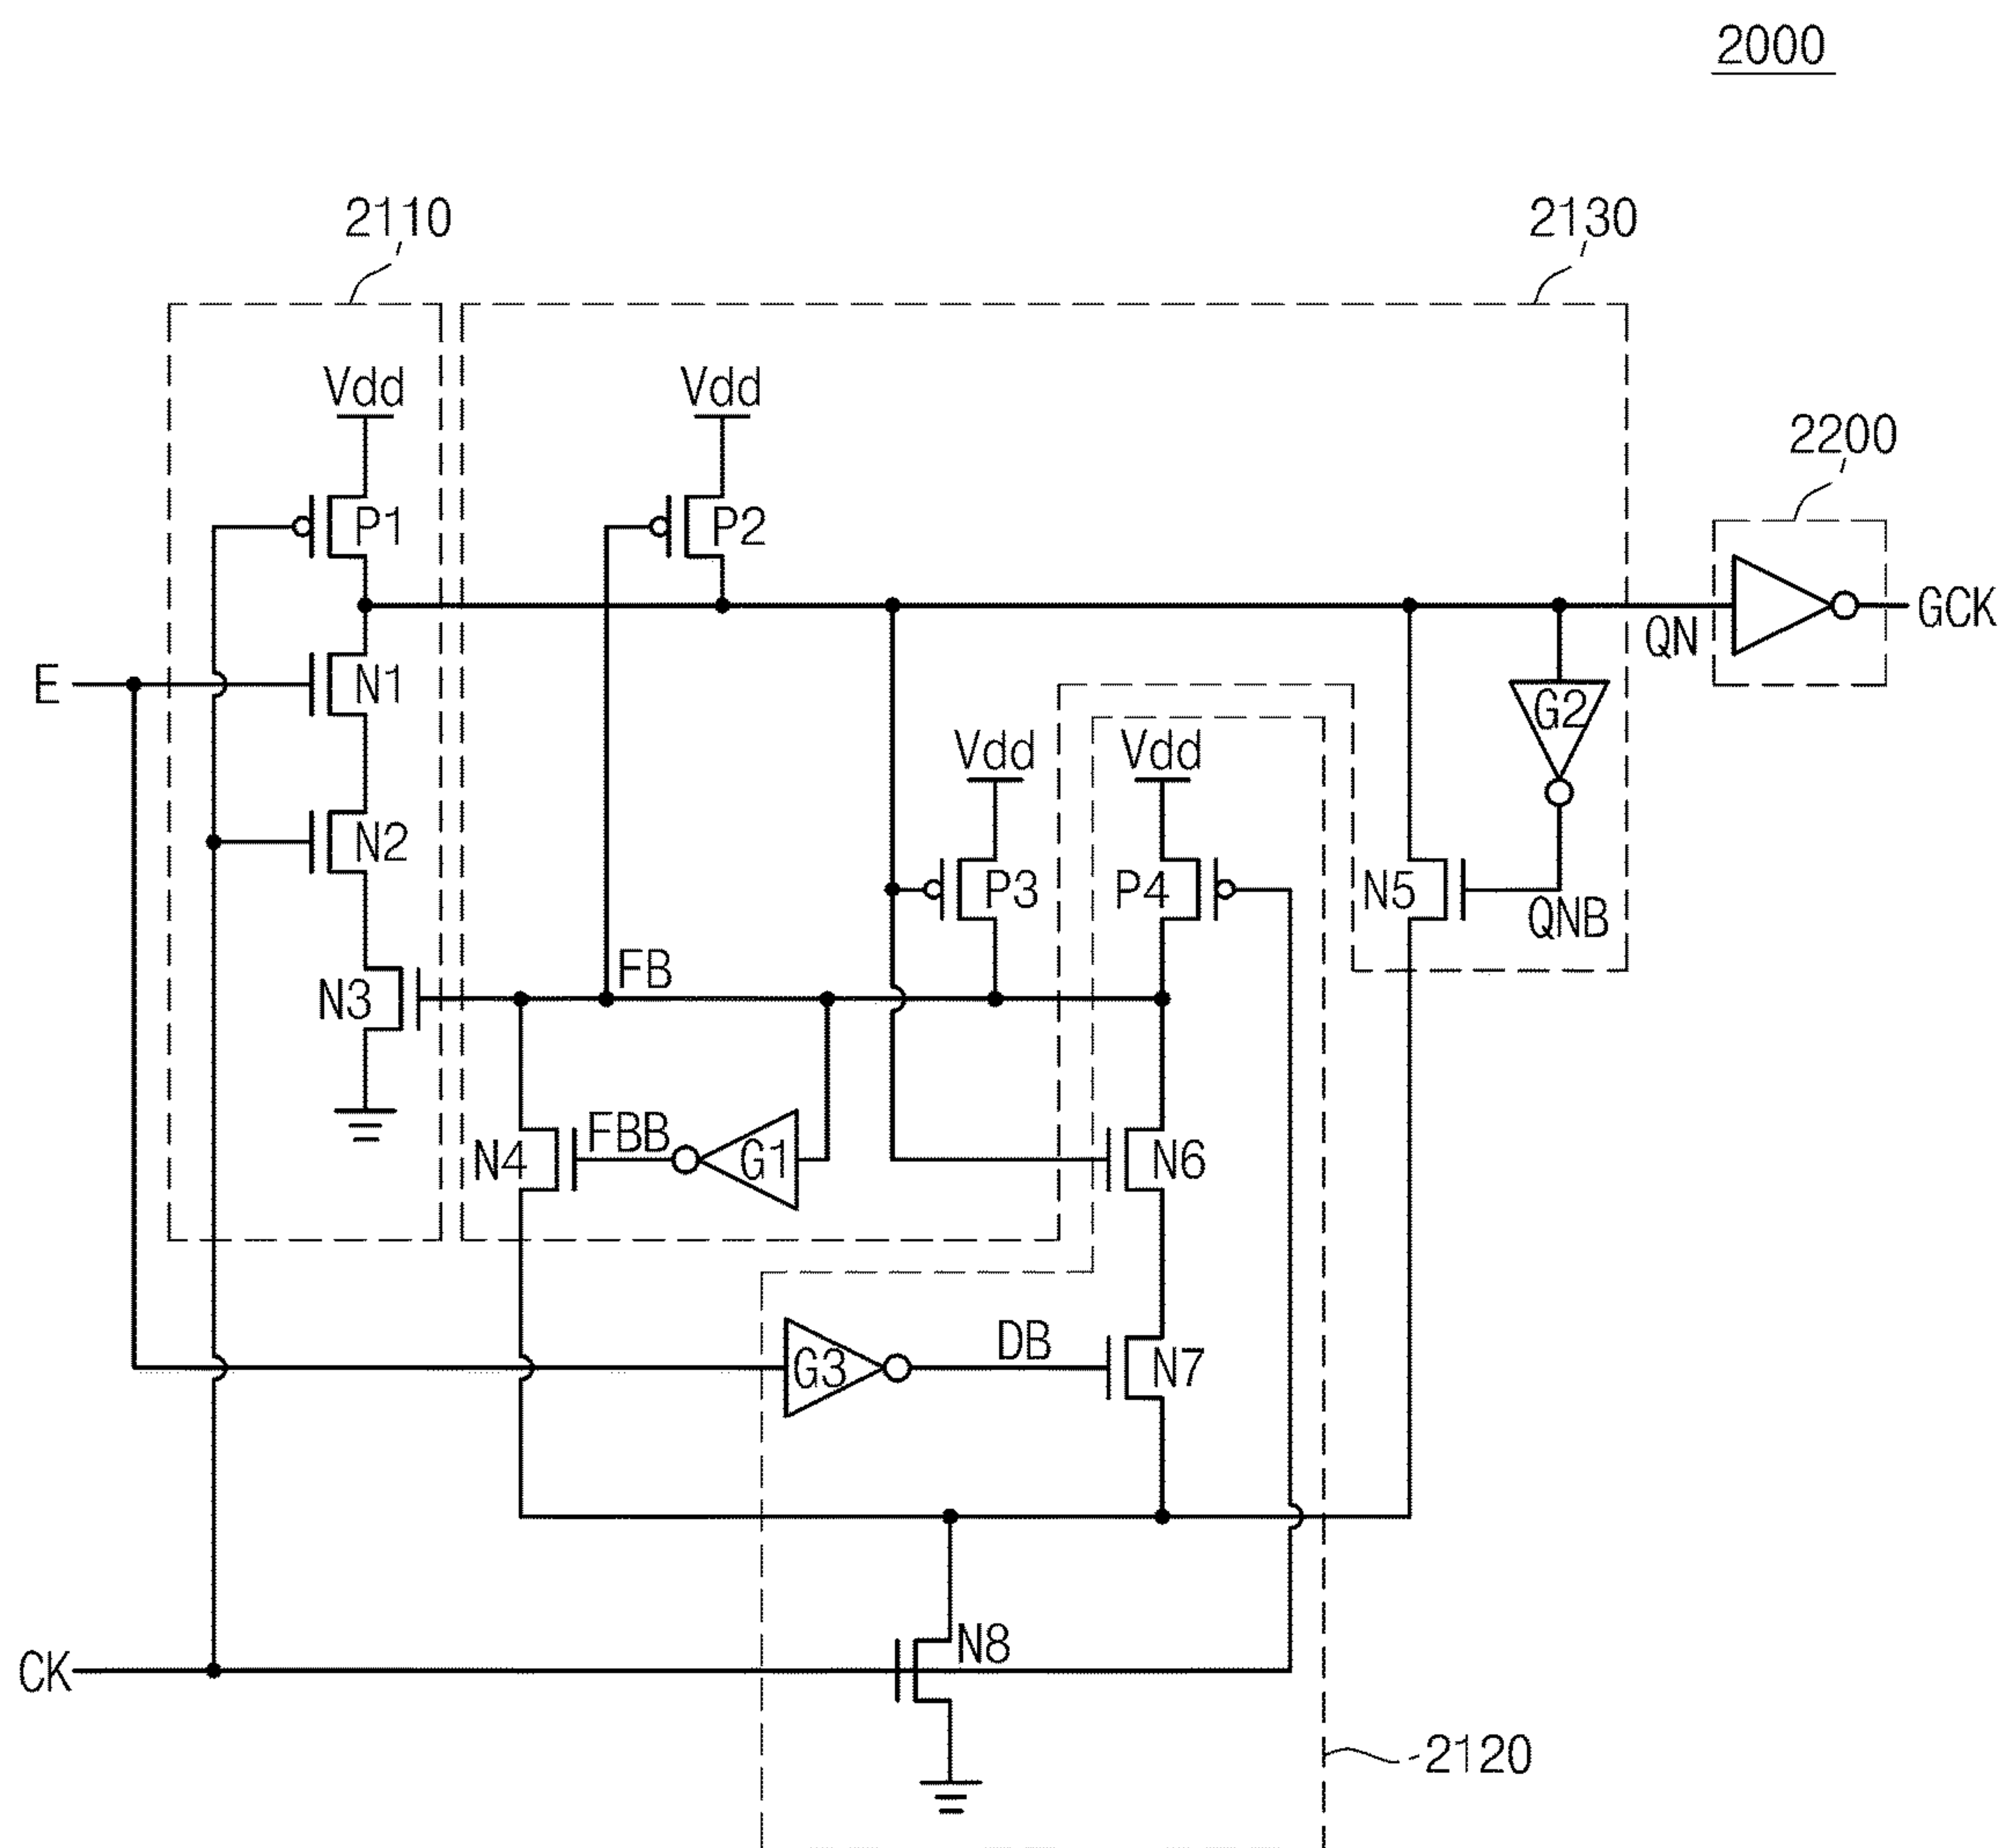 2000
2110
2130
Vdd
Vdd
2200
P1
P2
GCK
QN
E
N1
G2
Vdd
Vdd
N2
P3
P4
N5
QNB
FB
N3
FBB
N4
G1
N6
DB
G3
N7
N8
CK
2120